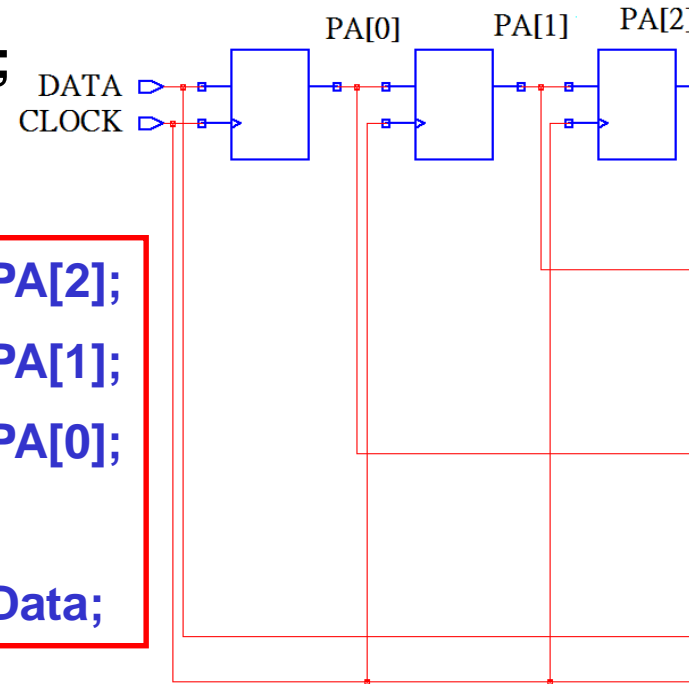 ;
PA[0] PA[1] PA[2]
DATA
CLOCK
PA[2];
PA[1];
PA[0];
Data;